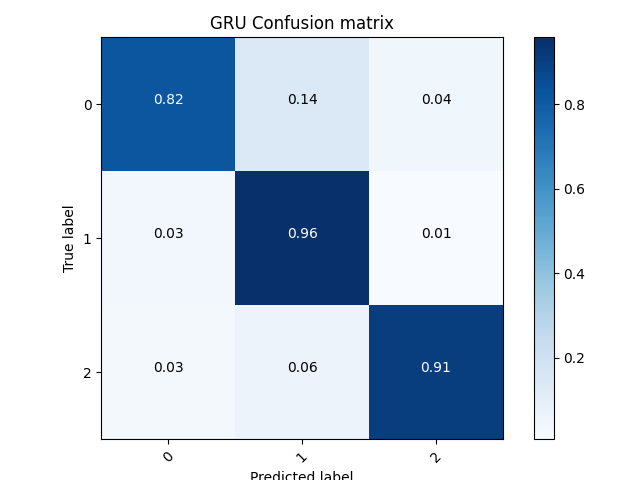 GRU Confusion matrix
0 0.82 0.14 0.04
1 0.03 0.96 0.01
2 0.03 0.06 0.91
0 1 2
True label
Predicted label
0.8
0.6
0.4
0.2